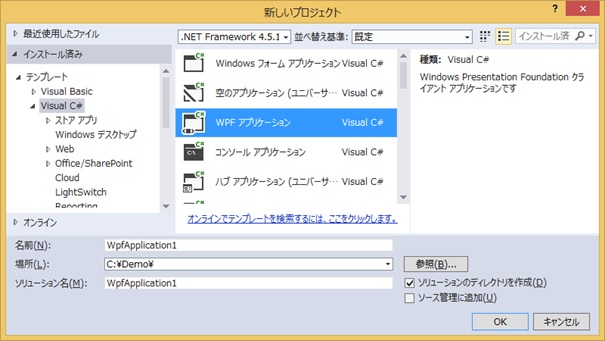 新しいプロジェクト
? ×
▷ 最近使用したファイル
.NET Framework 4.5.1 並べ替え基準: 既定
インストール済
◢ インストール済み
◢ テンプレート
▷ Visual Basic
◢ Visual C#
▷ ストア アプリ
Windows デスクトップ
▷ Web
▷ Office/SharePoint
Cloud
LightSwitch
Reporting
▷ オンライン
Windows フォーム アプリケーション Visual C#
空のアプリケーション (ユニバーサ… Visual C#
WPF アプリケーション Visual C#
コンソール アプリケーション Visual C#
ハブ アプリケーション (ユニバーサ… Visual C#
オンラインでテンプレートを検索するには、ここをクリックします。
種類: Visual C#
Windows Presentation Foundation クラ
イアント アプリケーションです
名前(N): WpfApplication1
場所(L): C:¥Demo¥
参照(B)...
ソリューション名(M): WpfApplication1
ソリューションのディレクトリを作成(D)
ソース管理に追加(U)
OK
キャンセル